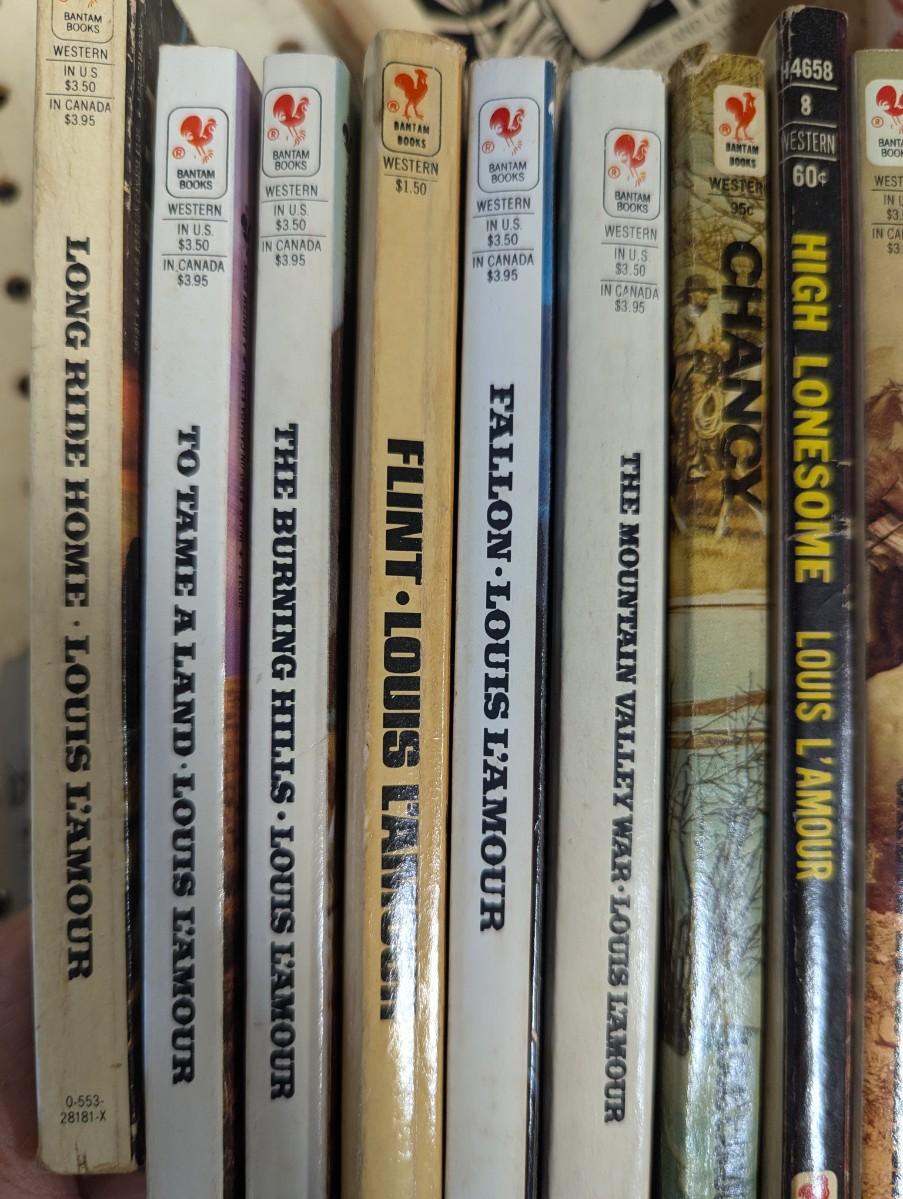 BANTAM
BOOKS
WESTERN
IN U.S
$3.50
IN CANADA
$3.95
LONG RIDE HOME · LOUIS L'AMOUR
0-553-
28181-X
®
BANTAM
BOOKS
WESTERN
IN U.S.
$3.50
IN CANADA
$3.95
TO TAME A LAND · LOUIS L'AMOUR
®
BANTAM
BOOKS
WESTERN
IN U.S.
$3.50
IN CANADA
$3.95
THE BURNING HILLS · LOUIS L'AMOUR
®
BANTAM
BOOKS
WESTERN
$1.50
FLINT · LOUIS L'AMOUR
®
BANTAM
BOOKS
WESTERN
IN U.S.
$3.50
IN CANADA
$3.95
FALLON · LOUIS L'AMOUR
®
BANTAM
BOOKS
WESTERN
IN U.S.
$3.50
IN CANADA
$3.95
THE MOUNTAIN VALLEY WAR · LOUIS L'AMOUR
®
BANTAM
BOOKS
WESTER
95¢
CHANCY
H4658
8
WESTERN
60¢
HIGH LONESOME LOUIS L'AMOUR
®